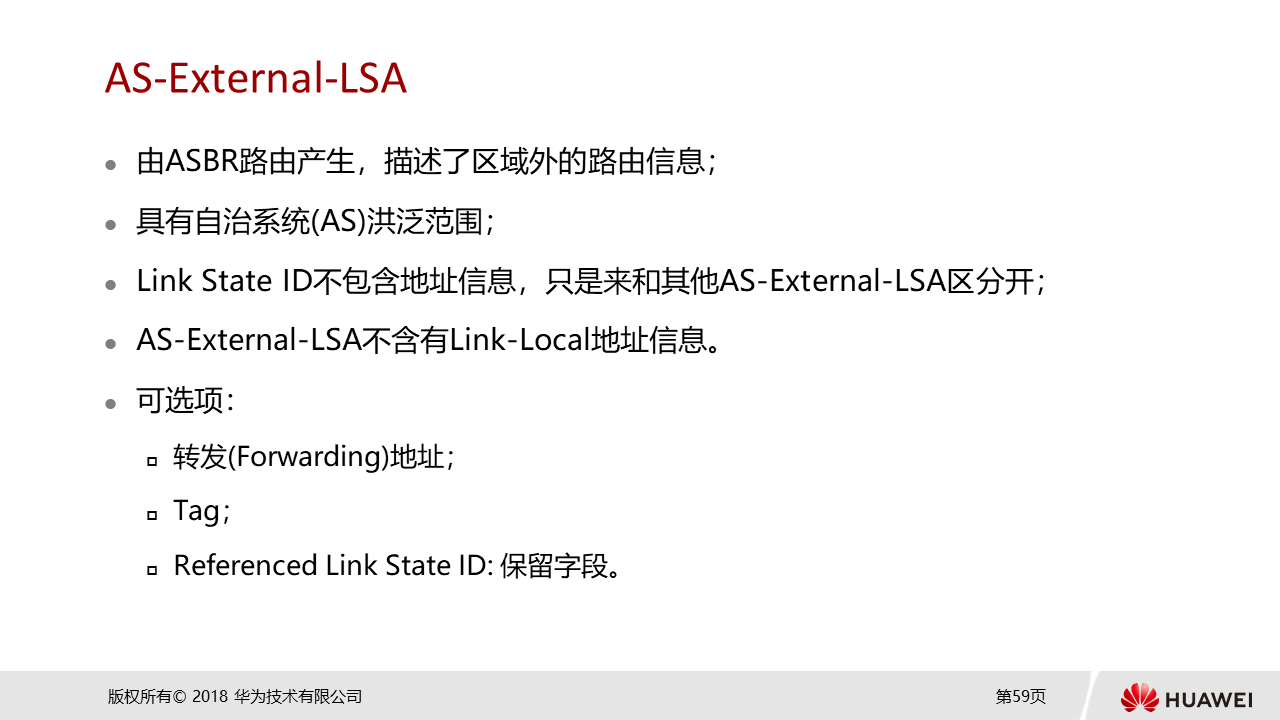 AS-External-LSA
由ASBR路由产生，描述了区域外的路由信息；
具有自治系统(AS)洪泛范围；
Link State ID不包含地址信息，只是来和其他AS-External-LSA区分开；
AS-External-LSA不含有Link-Local地址信息。
可选项：
转发(Forwarding)地址；
Tag；
Referenced Link State ID: 保留字段。
版权所有© 2018 华为技术有限公司
第59页
HUAWEI